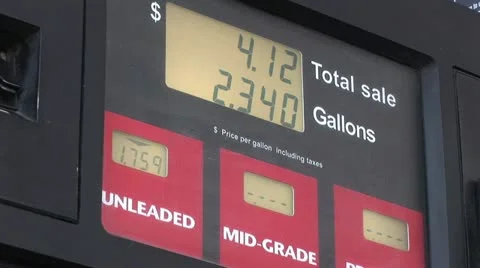 $
4.12 Total sale
2.340 Gallons
$ Price per gallon including taxes
1.759
UNLEADED
----
MID-GRADE
----